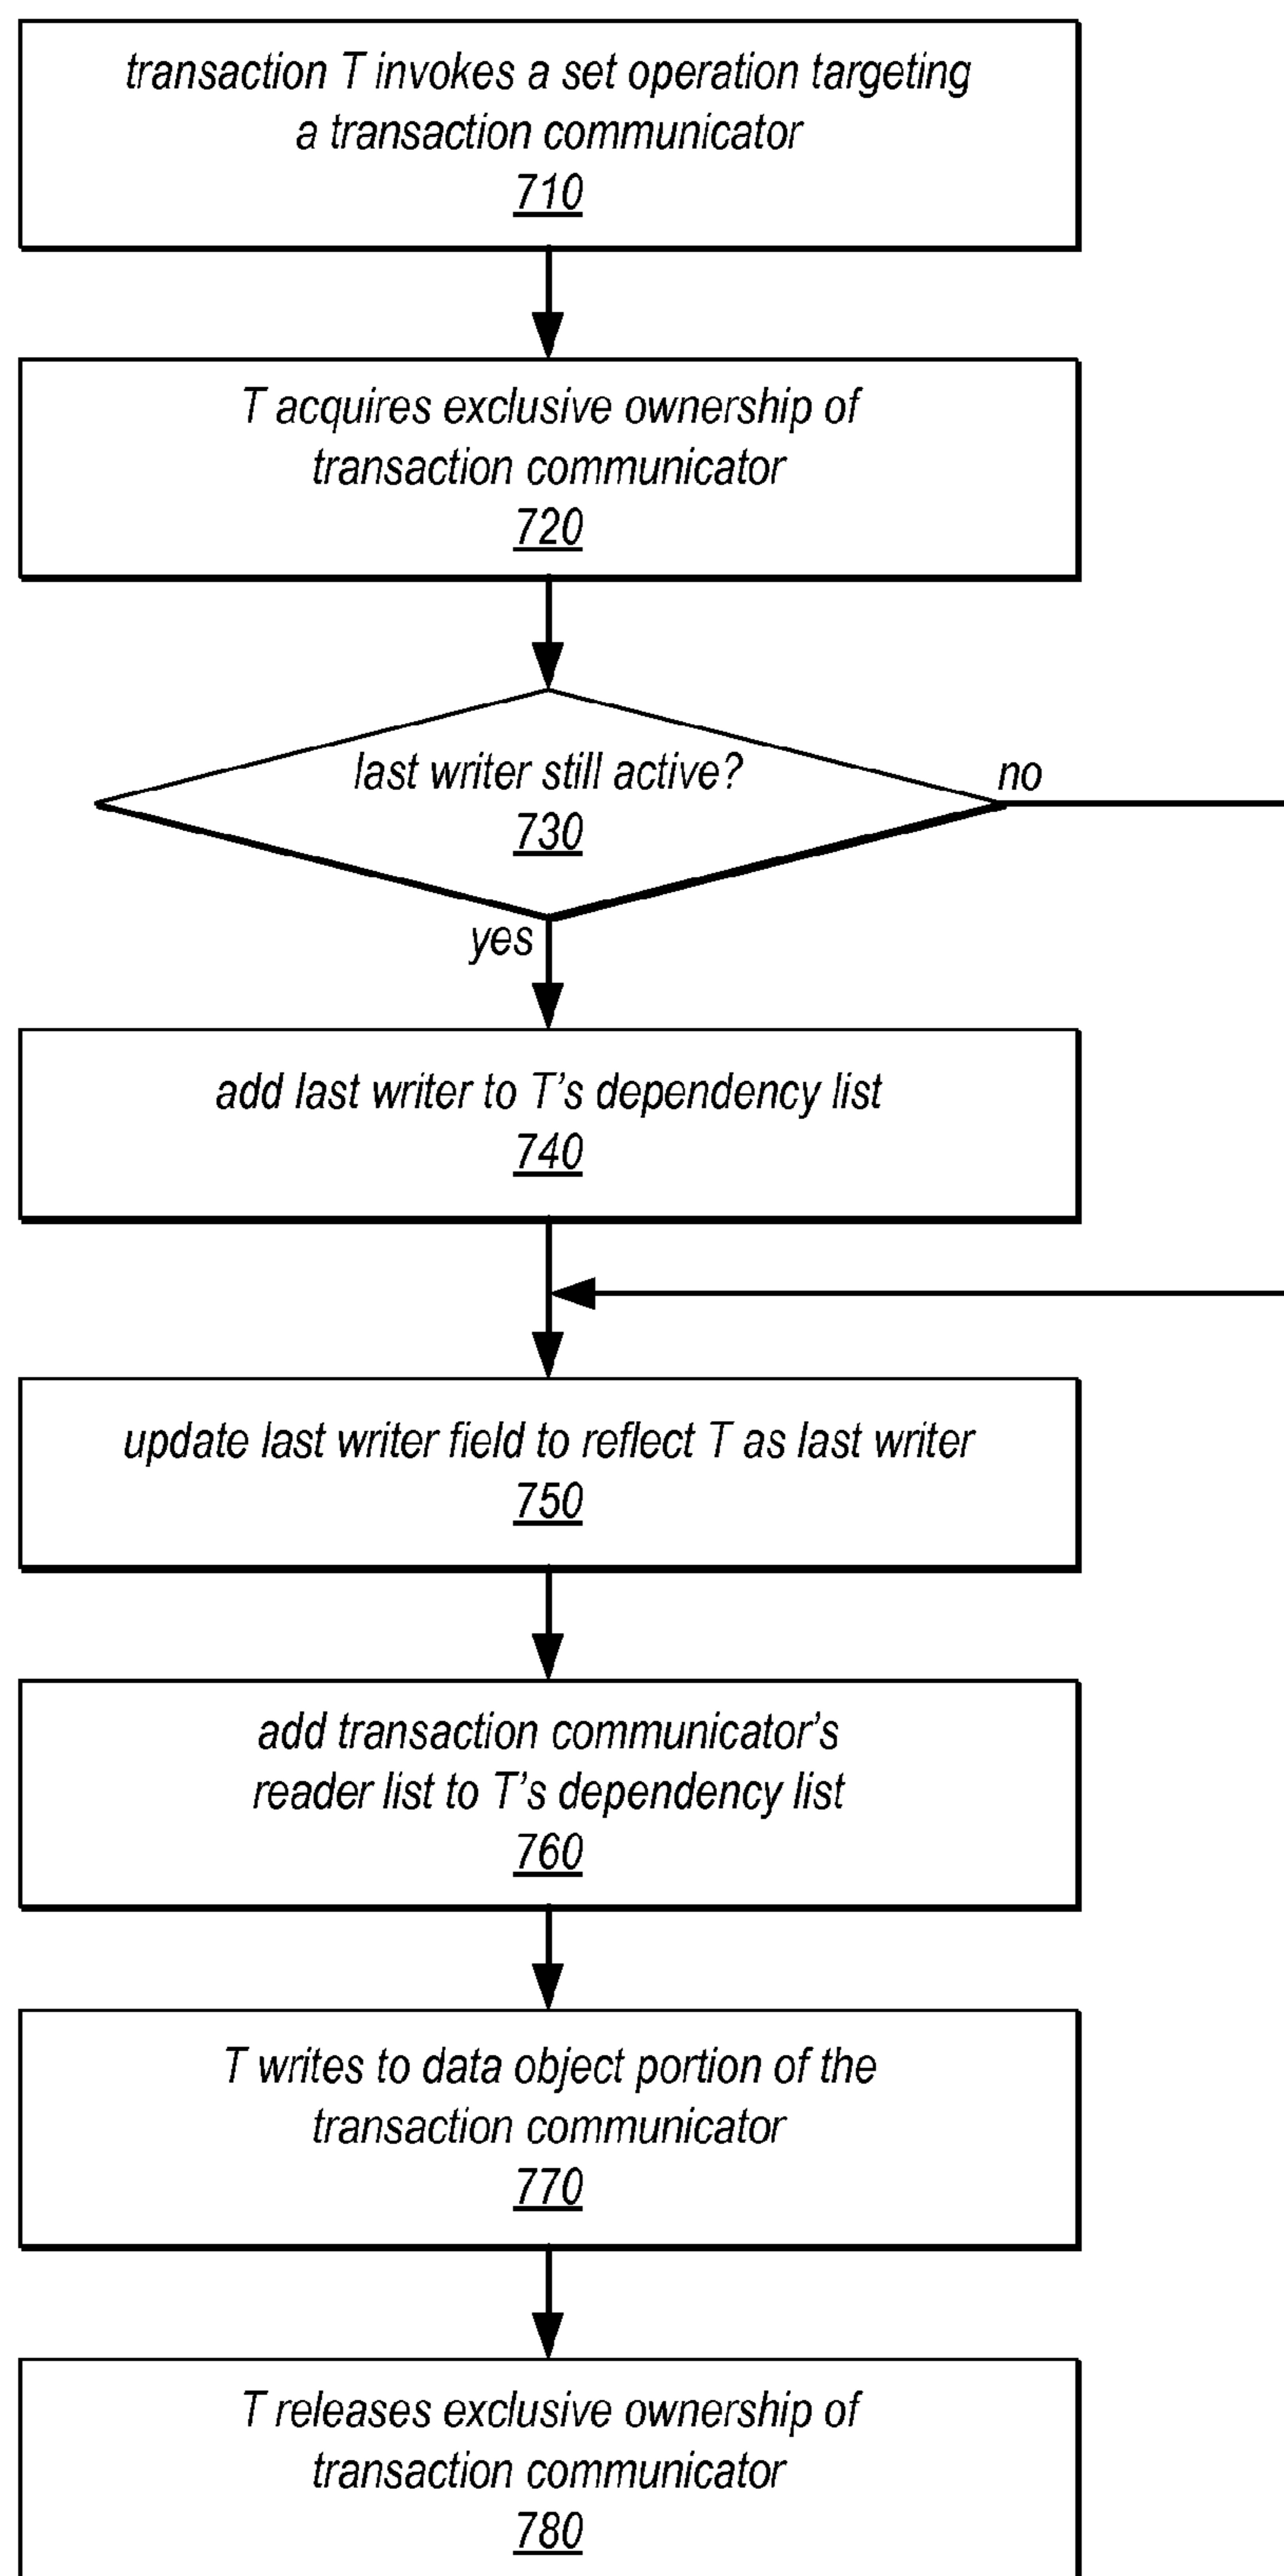 transaction T invokes a set operation targeting
a transaction communicator
710
T acquires exclusive ownership of
transaction communicator
720
last writer still active?
730
no
yes
add last writer to T’s dependency list
740
update last writer field to reflect T as last writer
750
add transaction communicator’s
reader list to T’s dependency list
760
T writes to data object portion of the
transaction communicator
770
T releases exclusive ownership of
transaction communicator
780